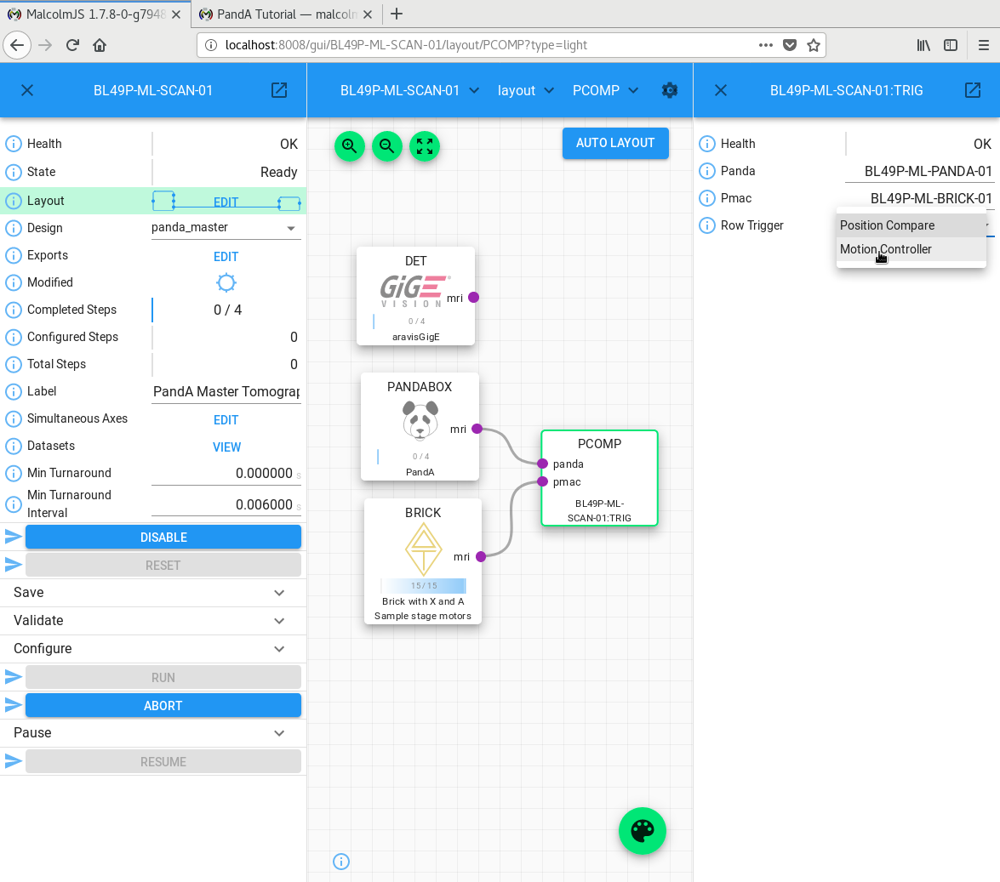 MalcolmJS 1.7.8-0-g7948
PandA Tutorial — malcolm
localhost:8008/gui/BL49P-ML-SCAN-01/layout/PCOMP?type=light
BL49P-ML-SCAN-01
Health
OK
State
Ready
Layout
EDIT
Design
panda_master
Exports
EDIT
Modified
Completed Steps
0 / 4
Configured Steps
0
Total Steps
0
Label
PandA Master Tomograp
Simultaneous Axes
EDIT
Datasets
VIEW
Min Turnaround
0.000000 s
Min Turnaround
Interval
0.006000 s
DISABLE
RESET
Save
Validate
Configure
RUN
ABORT
Pause
RESUME
BL49P-ML-SCAN-01
layout
PCOMP
AUTO LAYOUT
DET
GiGE
VISION
®
mri
0 / 4
aravisGigE
PANDABOX
mri
0 / 4
PandA
BRICK
mri
15 / 15
Brick with X and A
Sample stage motors
PCOMP
panda
pmac
BL49P-ML-
SCAN-01:TRIG
BL49P-ML-SCAN-01:TRIG
Health
OK
Panda
BL49P-ML-PANDA-01
Pmac
BL49P-ML-BRICK-01
Row Trigger
Position Compare
Motion Controller